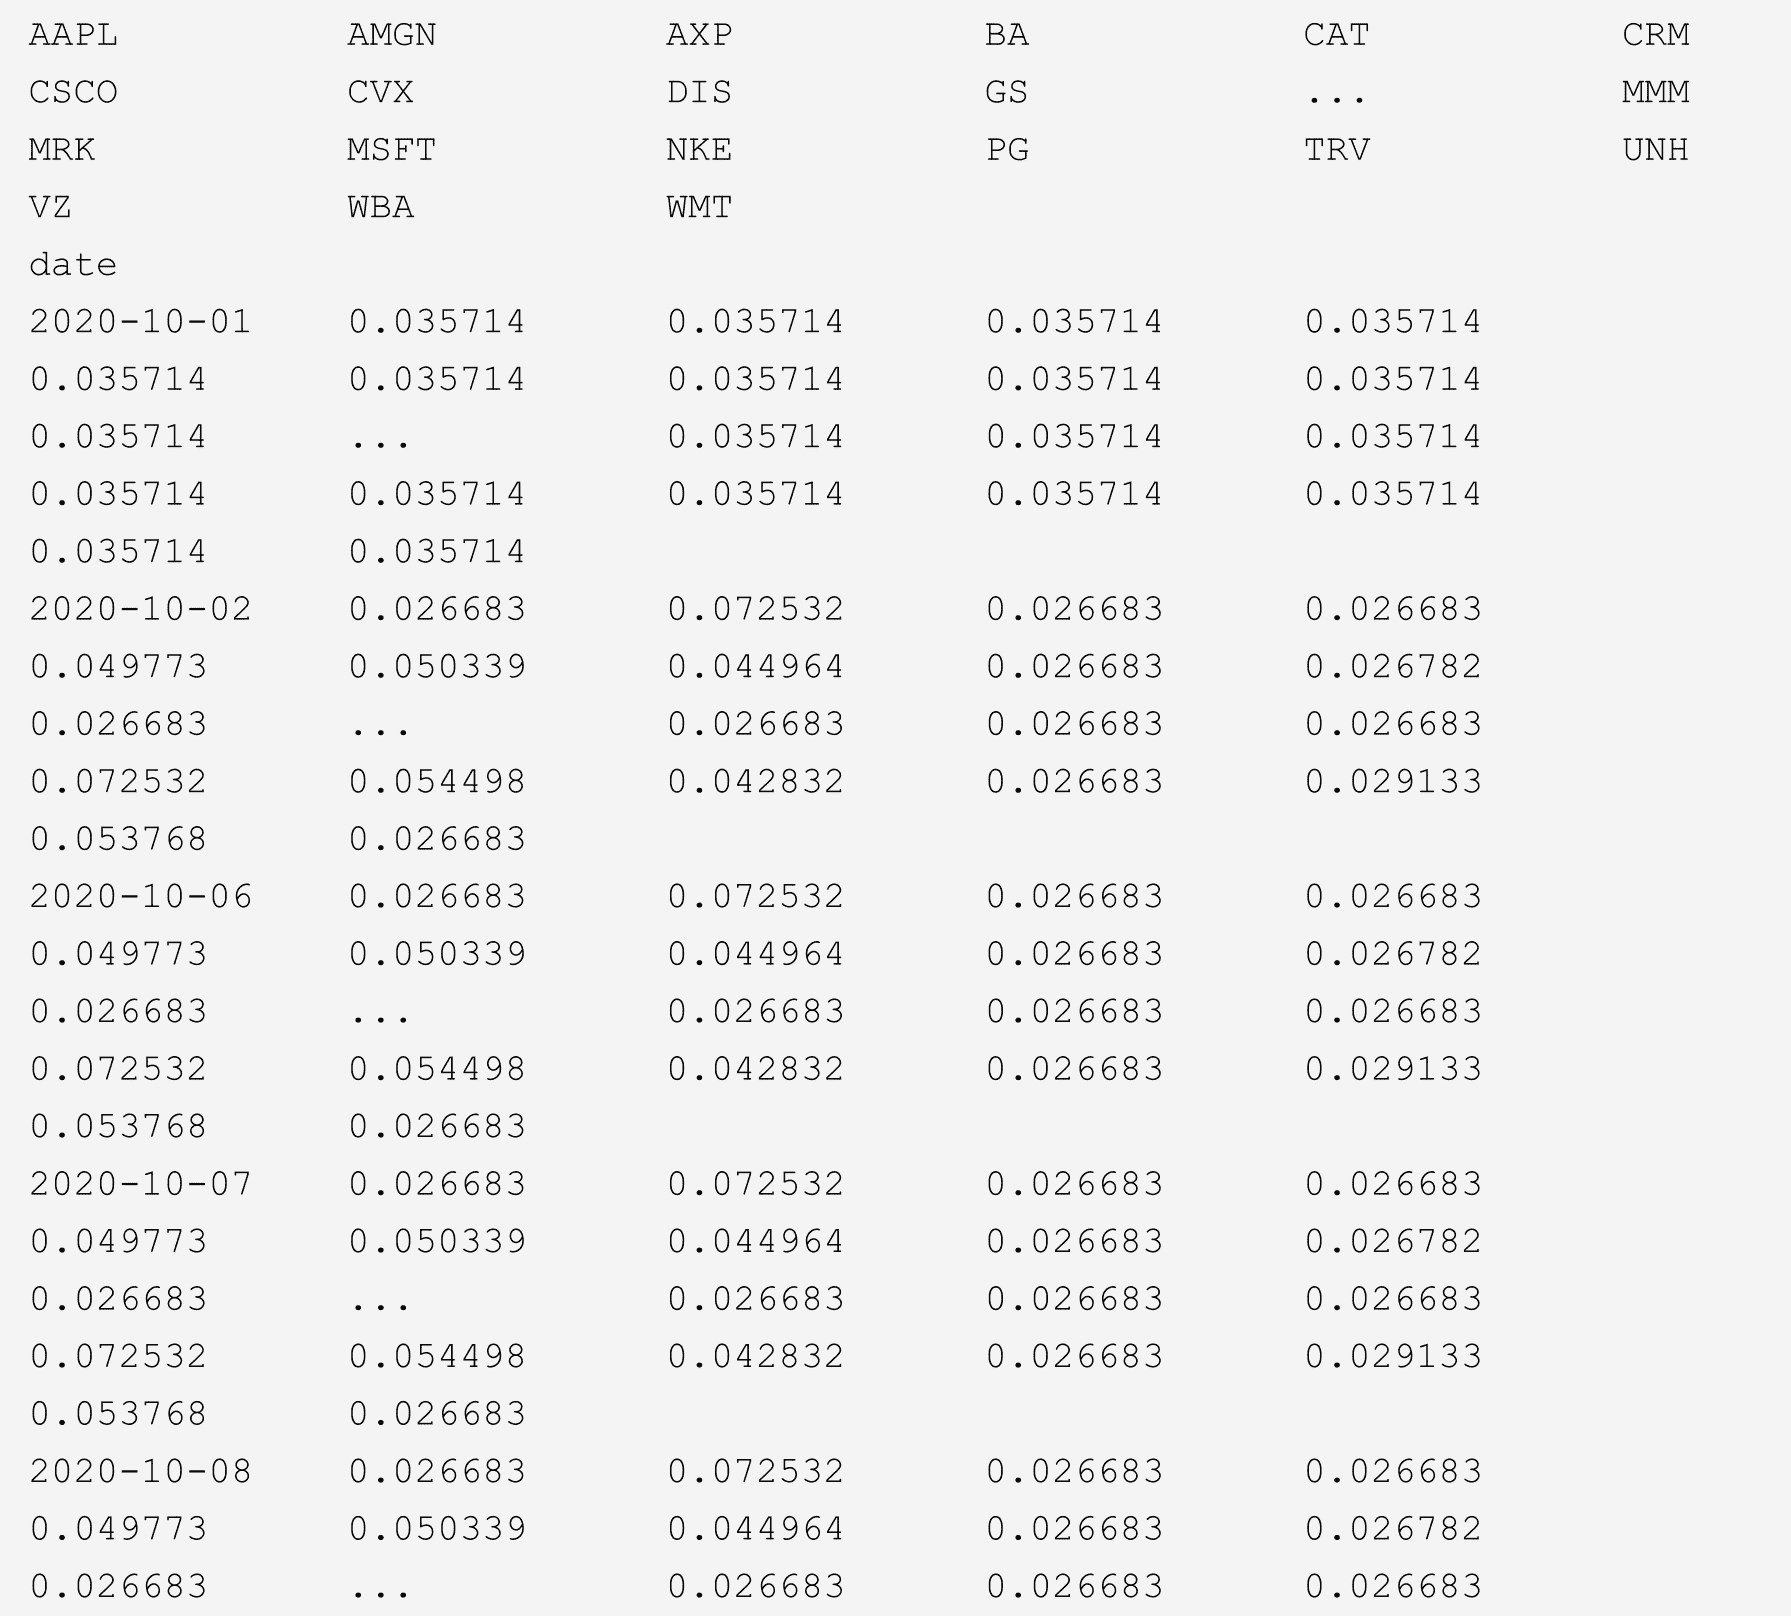 AAPL AMGN AXP BA CAT CRM
CSCO CVX DIS GS ... MMM
MRK MSFT NKE PG TRV UNH
VZ WBA WMT
date
2020-10-01 0.035714 0.035714 0.035714 0.035714
0.035714 0.035714 0.035714 0.035714 0.035714
0.035714 ... 0.035714 0.035714 0.035714
0.035714 0.035714 0.035714 0.035714 0.035714
0.035714 0.035714
2020-10-02 0.026683 0.072532 0.026683 0.026683
0.049773 0.050339 0.044964 0.026683 0.026782
0.026683 ... 0.026683 0.026683 0.026683
0.072532 0.054498 0.042832 0.026683 0.029133
0.053768 0.026683
2020-10-06 0.026683 0.072532 0.026683 0.026683
0.049773 0.050339 0.044964 0.026683 0.026782
0.026683 ... 0.026683 0.026683 0.026683
0.072532 0.054498 0.042832 0.026683 0.029133
0.053768 0.026683
2020-10-07 0.026683 0.072532 0.026683 0.026683
0.049773 0.050339 0.044964 0.026683 0.026782
0.026683 ... 0.026683 0.026683 0.026683
0.072532 0.054498 0.042832 0.026683 0.029133
0.053768 0.026683
2020-10-08 0.026683 0.072532 0.026683 0.026683
0.049773 0.050339 0.044964 0.026683 0.026782
0.026683 ... 0.026683 0.026683 0.026683